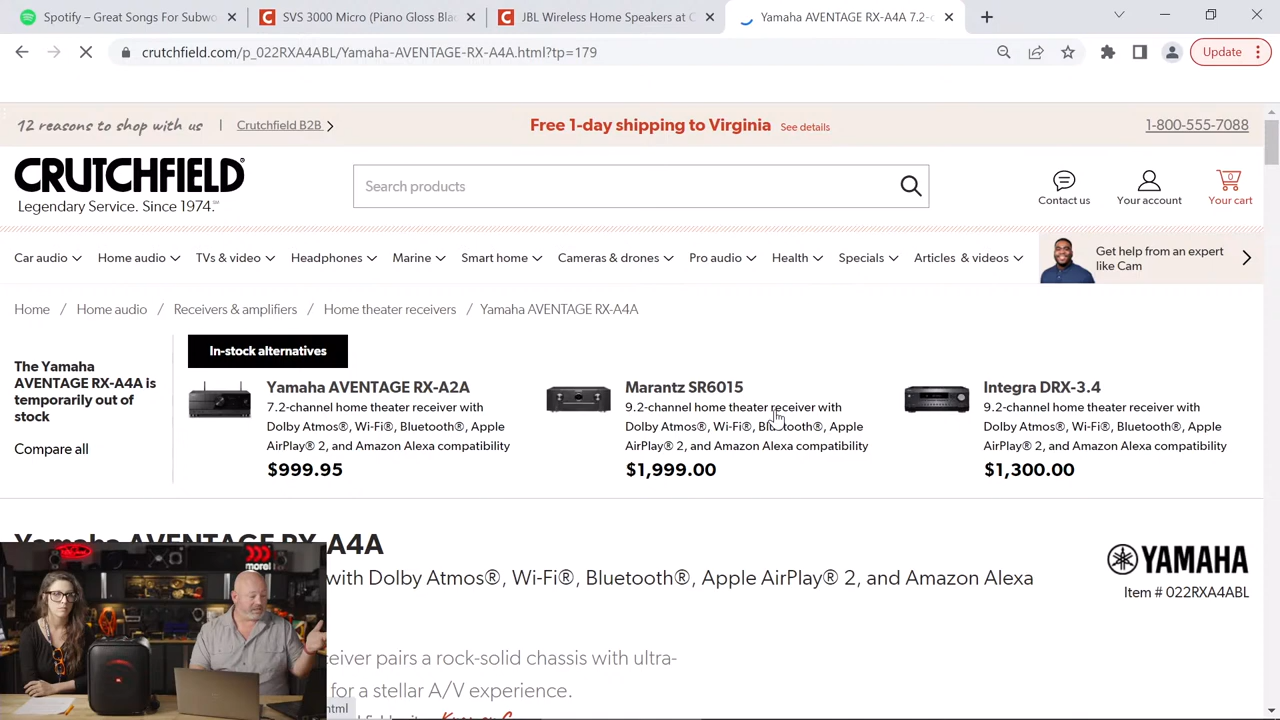 Spotify – Great Songs For Subwo
SVS 3000 Micro (Piano Gloss Bla
JBL Wireless Home Speakers at C
Yamaha AVENTAGE RX-A4A 7.2-c
crutchfield.com/p_022RXA4ABL/Yamaha-AVENTAGE-RX-A4A.html?tp=179
Update
12 reasons to shop with us | Crutchfield B2B
Free 1-day shipping to Virginia See details
1-800-555-7088
CRUTCHFIELD
Legendary Service. Since 1974.
Search products
Contact us
Your account
0
Your cart
Car audio Home audio TVs & video Headphones Marine Smart home Cameras & drones Pro audio Health Specials Articles & videos
Get help from an expert
like Cam
Home / Home audio / Receivers & amplifiers / Home theater receivers / Yamaha AVENTAGE RX-A4A
The Yamaha
AVENTAGE RX-A4A is
temporarily out of
stock
Compare all
In-stock alternatives
Yamaha AVENTAGE RX-A2A
7.2-channel home theater receiver with
Dolby Atmos®, Wi-Fi®, Bluetooth®, Apple
AirPlay® 2, and Amazon Alexa compatibility
$999.95
Marantz SR6015
9.2-channel home theater receiver with
Dolby Atmos®, Wi-Fi®, Bluetooth®, Apple
AirPlay® 2, and Amazon Alexa compatibility
$1,999.00
Integra DRX-3.4
9.2-channel home theater receiver with
Dolby Atmos®, Wi-Fi®, Bluetooth®, Apple
AirPlay® 2, and Amazon Alexa compatibility
$1,300.00
Yamaha AVENTAGE RX-A4A
with Dolby Atmos®, Wi-Fi®, Bluetooth®, Apple AirPlay® 2, and Amazon Alexa
YAMAHA
Item # 022RXA4ABL
eiver pairs a rock-solid chassis with ultra-
for a stellar A/V experience.
html
morel